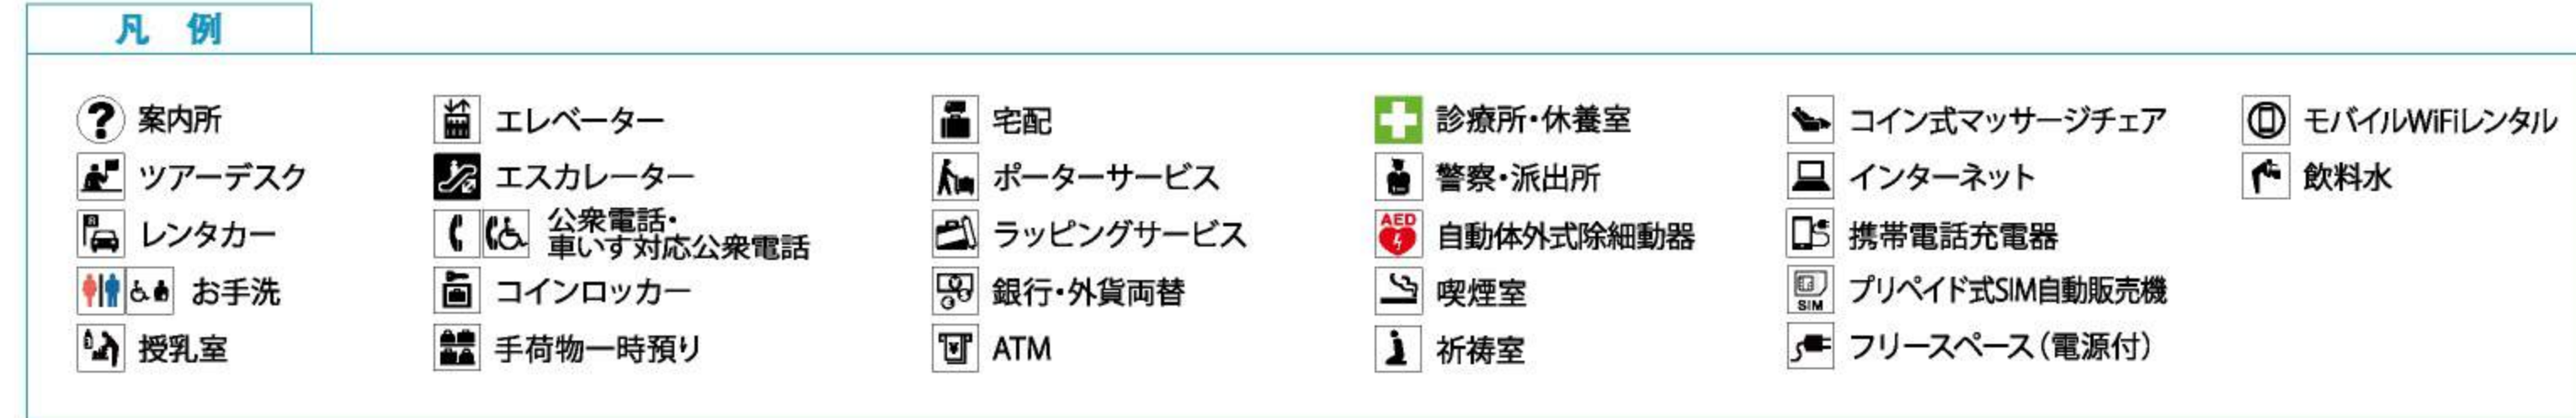 凡 例
案内所
ツアーデスク
レンタカー
お手洗
授乳室
エレベーター
エスカレーター
公衆電話・
車いす対応公衆電話
コインロッカー
手荷物一時預り
宅配
ポーターサービス
ラッピングサービス
銀行・外貨両替
ATM
診療所・休養室
警察・派出所
AED
自動体外式除細動器
喫煙室
祈祷室
コイン式マッサージチェア
インターネット
携帯電話充電器
SIM
プリペイド式SIM自動販売機
フリースペース（電源付）
モバイルWiFiレンタル
飲料水